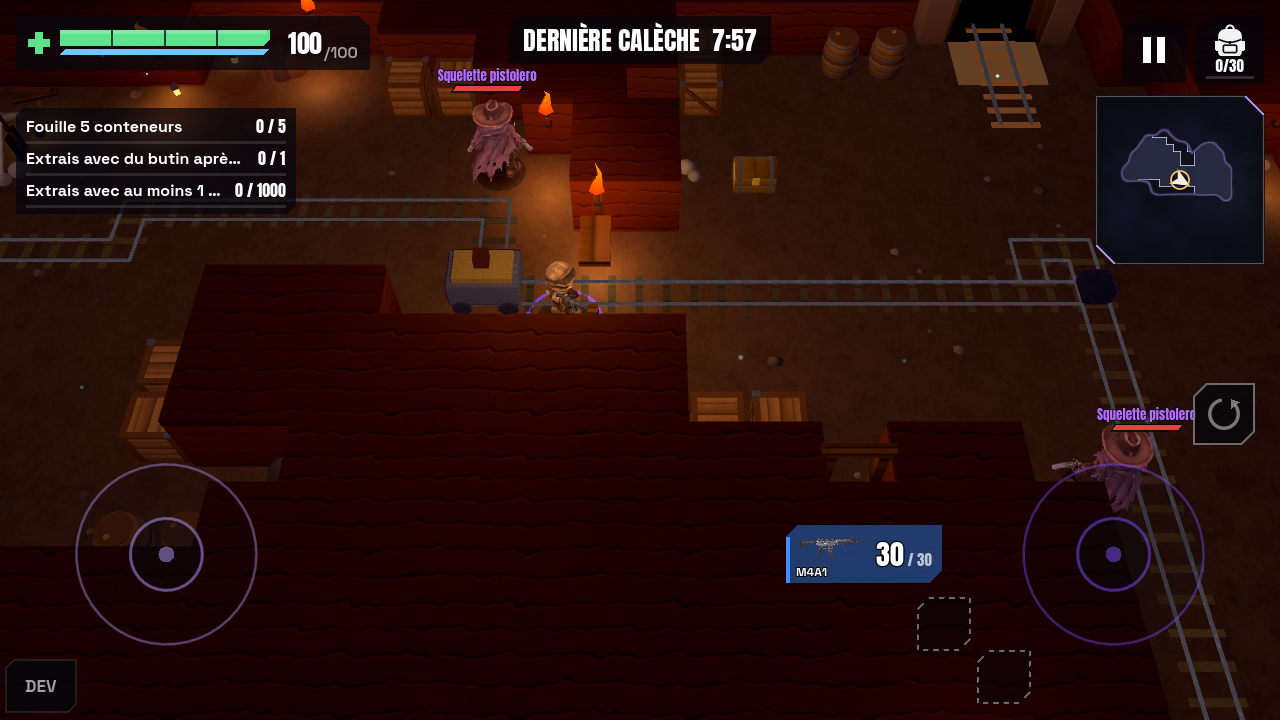 100/100
DERNIÈRE CALÈCHE 7:57
0/30
Squelette pistolero
Fouille 5 conteneurs 0 / 5
Extrais avec du butin aprè... 0 / 1
Extrais avec au moins 1 ... 0 / 1000
Squelette pistolero
30 / 30
M4A1
DEV